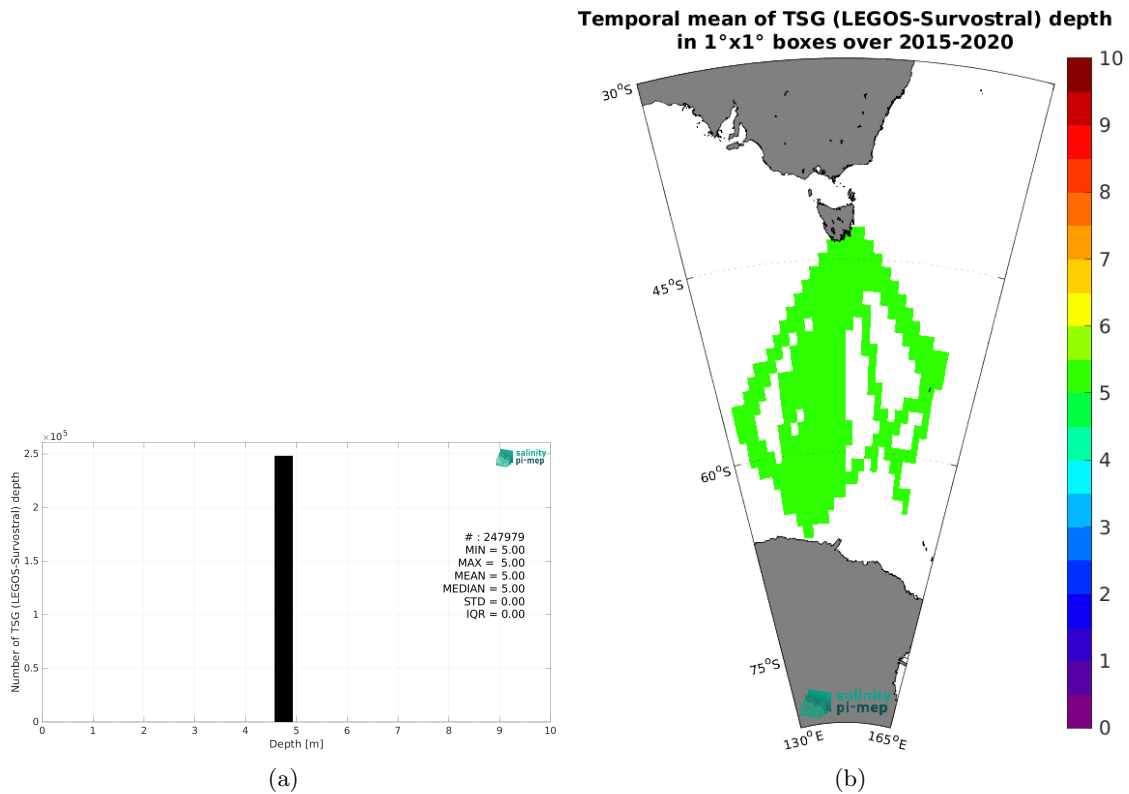 ×10⁵
2.5
2
1.5
1
0.5
0
Number of TSG (LEGOS-Survostral) depth
salinity
pi-mep
# : 247979
MIN = 5.00
MAX = 5.00
MEAN = 5.00
MEDIAN = 5.00
STD = 0.00
IQR = 0.00
0 1 2 3 4 5 6 7 8 9 10
Depth [m]
(a)
Temporal mean of TSG (LEGOS-Survostral) depth
in 1°x1° boxes over 2015-2020
30°S
45°S
60°S
75°S
130°E
165°E
salinity
pi-mep
10
9
8
7
6
5
4
3
2
1
0
(b)